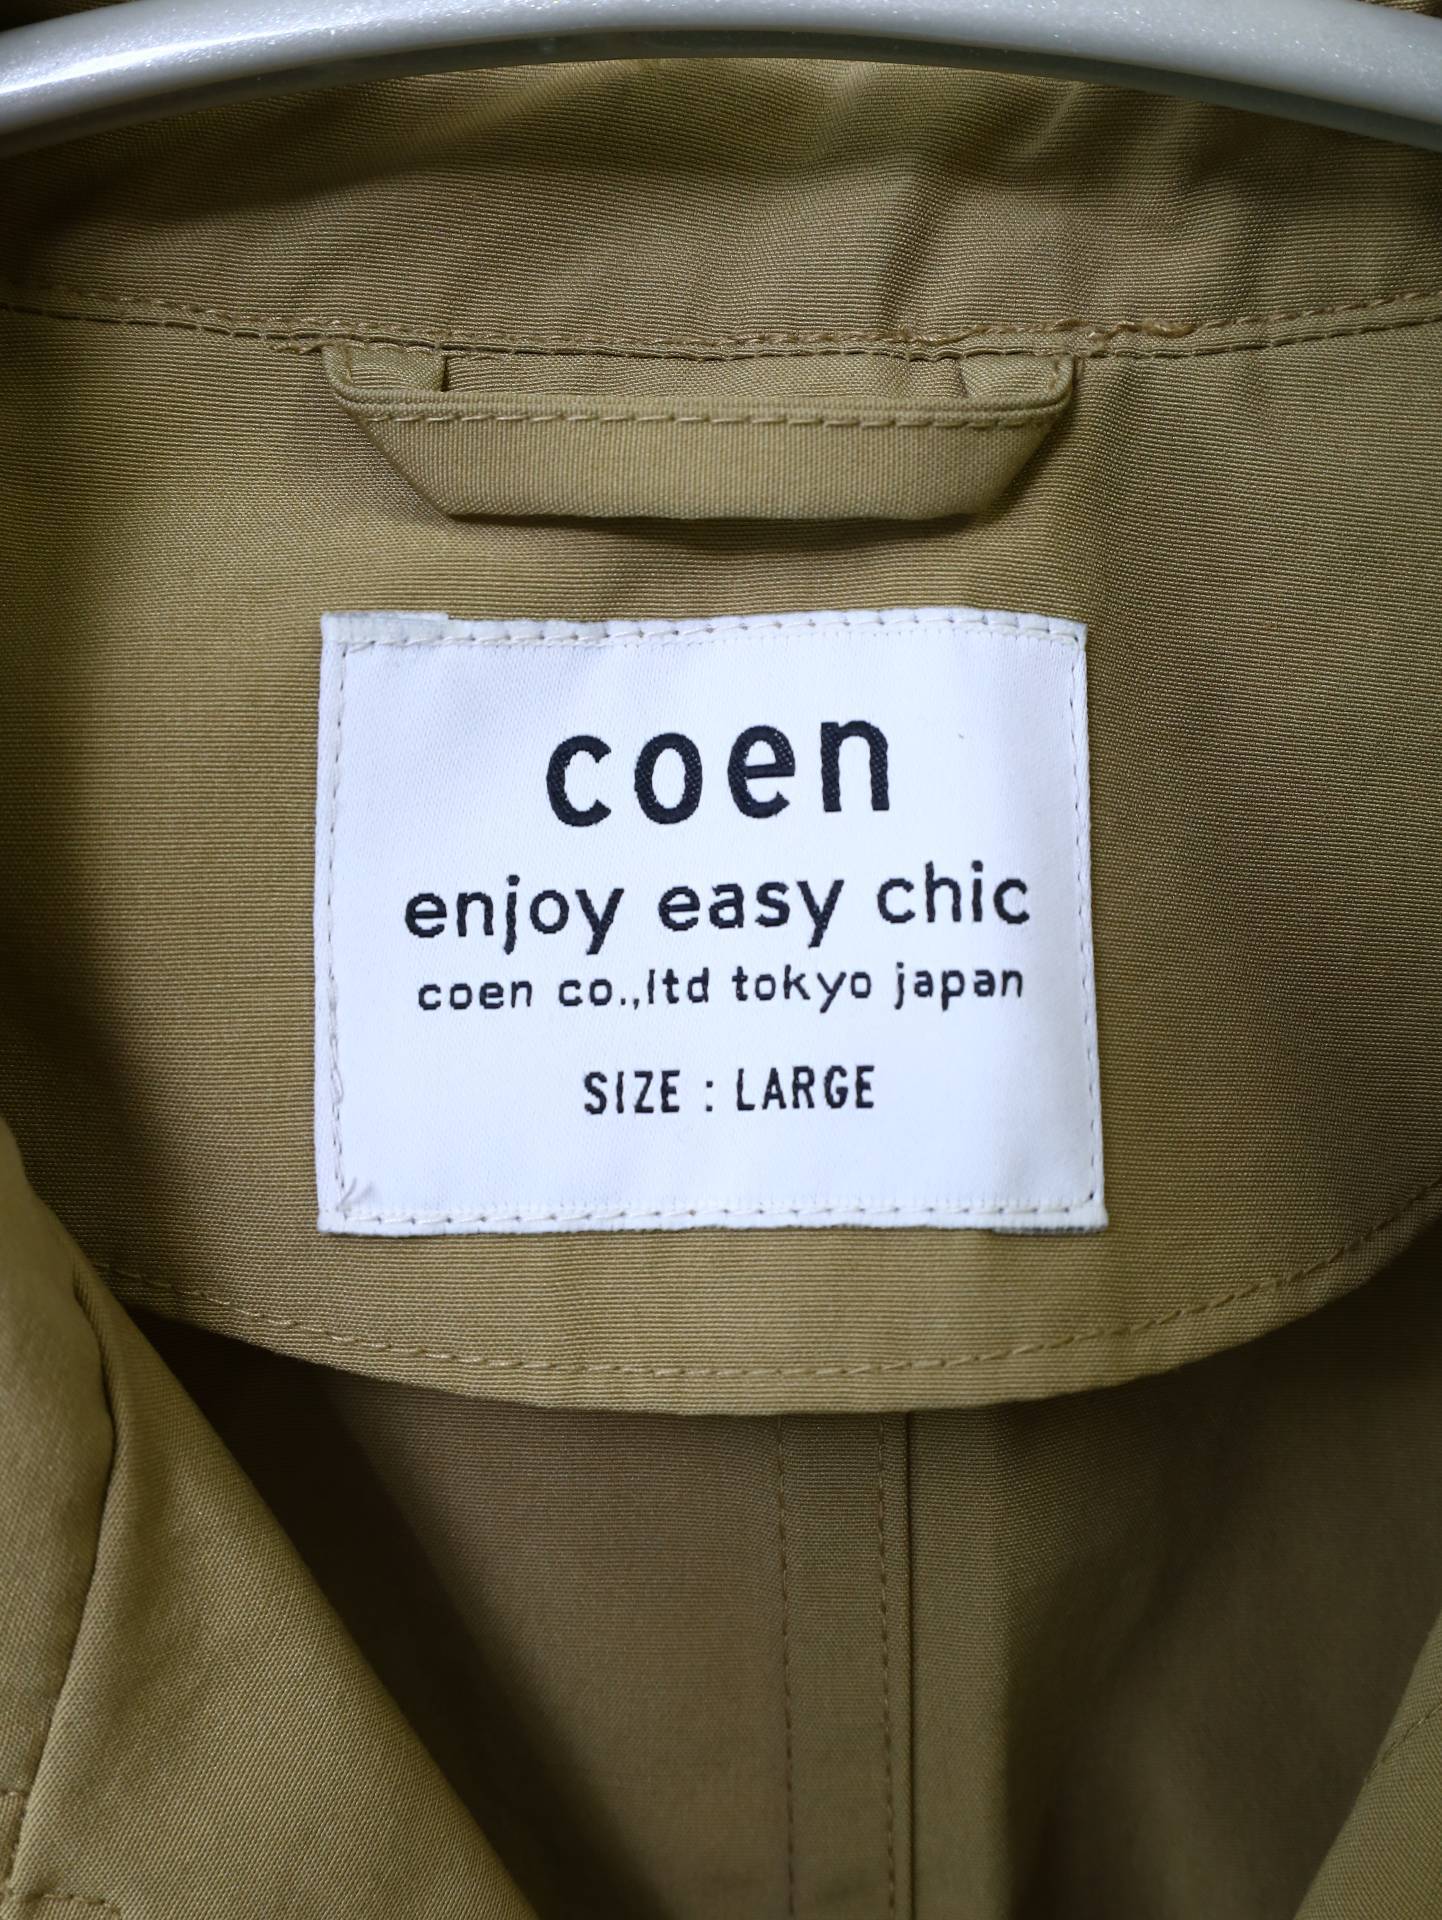 coen
enjoy easy chic
coen co.,ltd tokyo japan
SIZE : LARGE